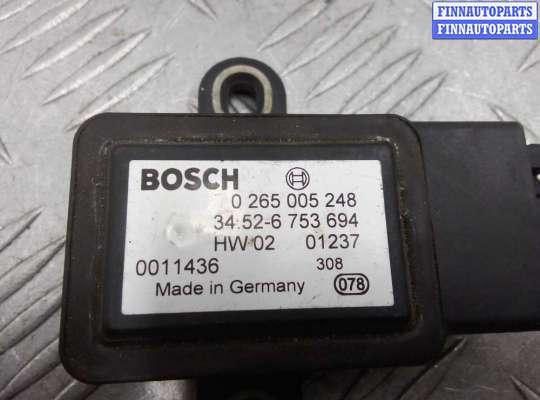 FINNAUTOPARTS
FINNAUTOPARTS
BOSCH
0 265 005 248
34.52-6 753 694
HW 02 01237
0011436 308
Made in Germany 078